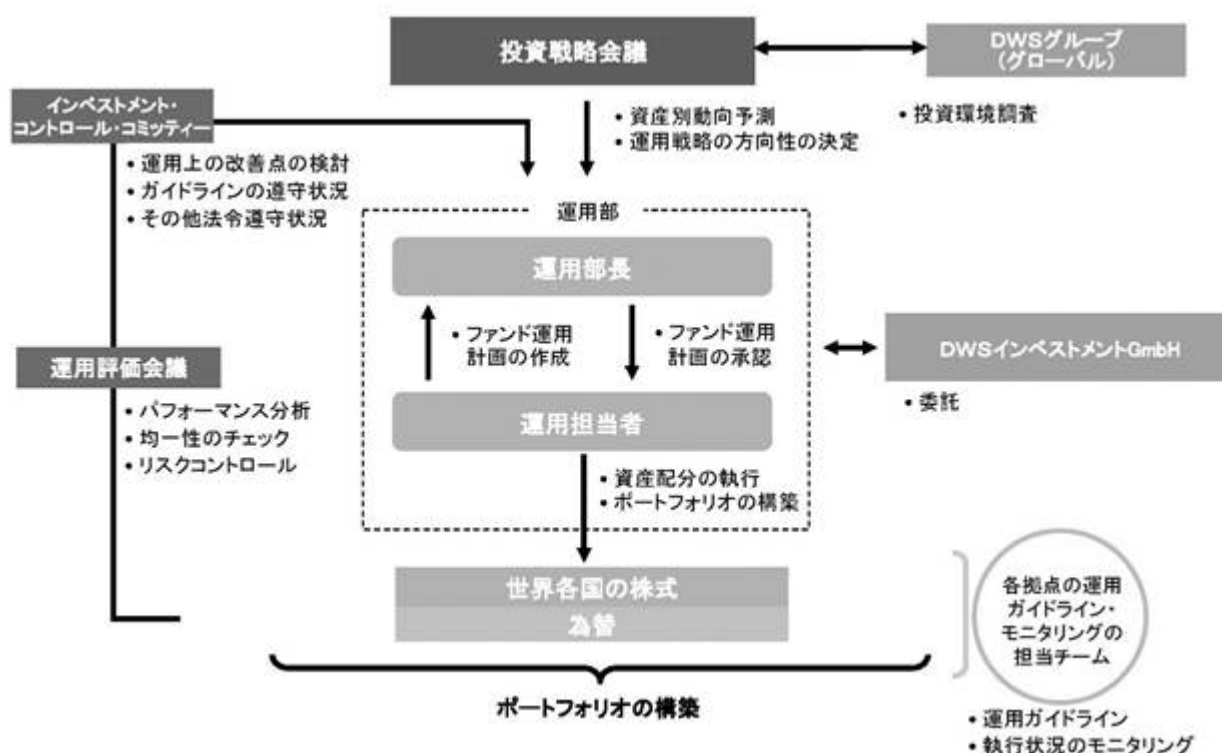 投資戦略会議
DWSグループ
(グローバル)
• 投資環境調査
• 資産別動向予測
• 運用戦略の方向性の決定
インベストメント・
コントロール・コミッティー
• 運用上の改善点の検討
• ガイドラインの遵守状況
• その他法令遵守状況
運用部
運用部長
• ファンド運用
計画の作成
• ファンド運用
計画の承認
運用担当者
DWSインベストメントGmbH
• 委託
運用評価会議
• パフォーマンス分析
• 均一性のチェック
• リスクコントロール
• 資産配分の執行
• ポートフォリオの構築
世界各国の株式
為替
ポートフォリオの構築
各拠点の運用
ガイドライン・
モニタリングの
担当チーム
• 運用ガイドライン
• 執行状況のモニタリング